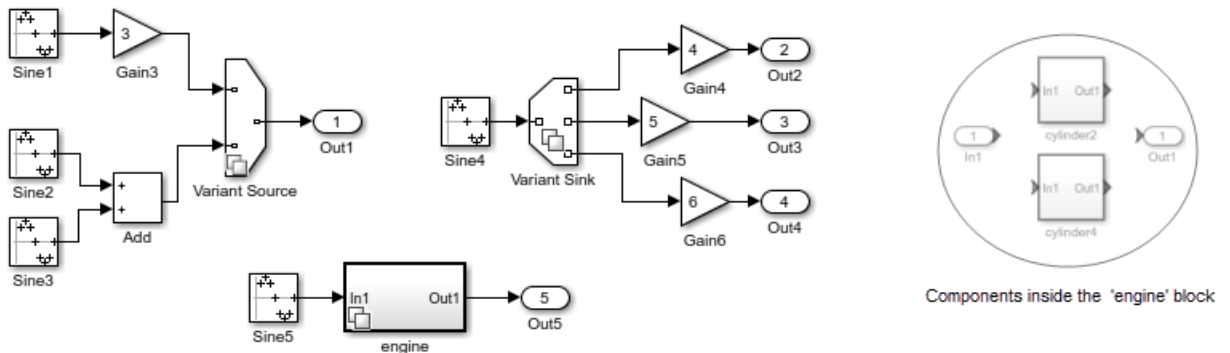 3
Sine1
Gain3
Sine2
+
+
Add
Sine3
Variant Source
1
Out1
Sine4
Variant Sink
4
Gain4
2
Out2
5
Gain5
3
Out3
6
Gain6
4
Out4
Sine5
In1 Out1
engine
5
Out5
In1 Out1
cylinder2
1
In1
1
Out1
In1 Out1
cylinder4
Components inside the 'engine' block